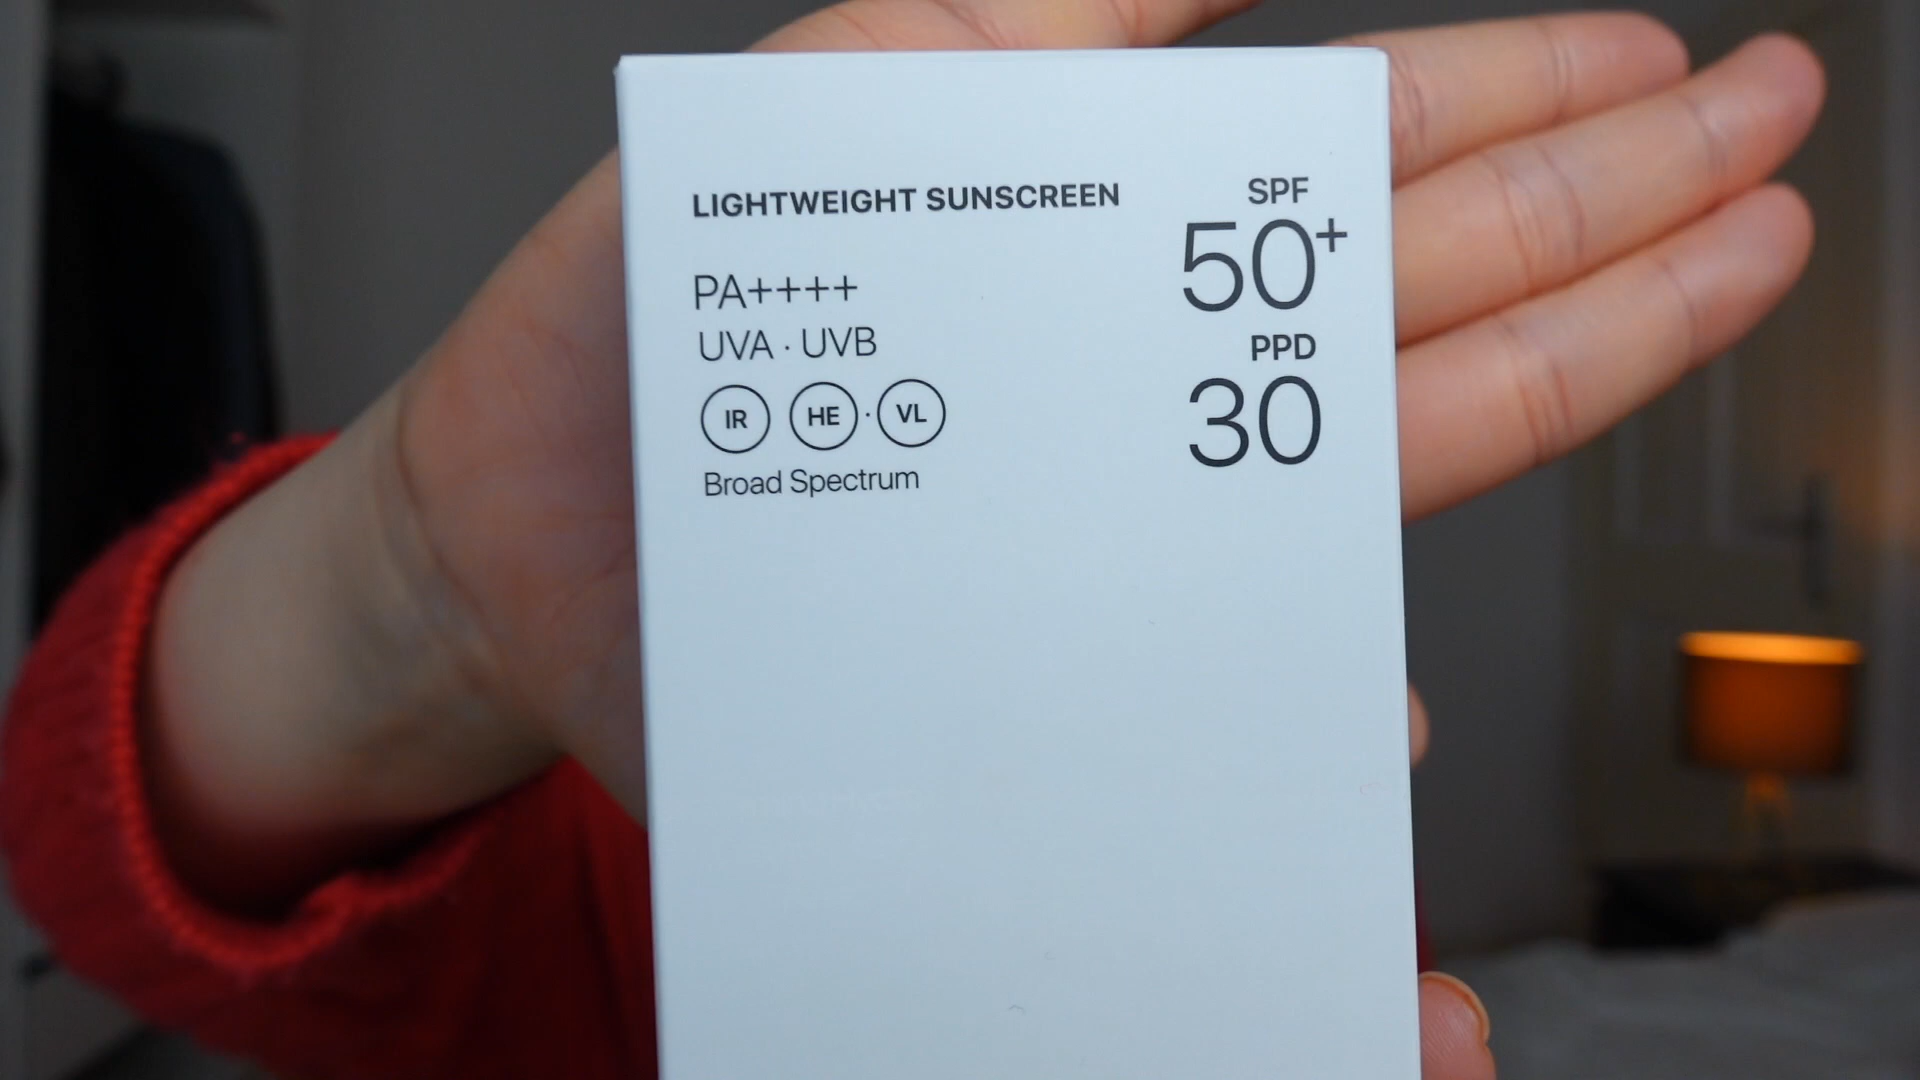 LIGHTWEIGHT SUNSCREEN
PA++++
UVA · UVB
IR HE · VL
Broad Spectrum
SPF
50+
PPD
30